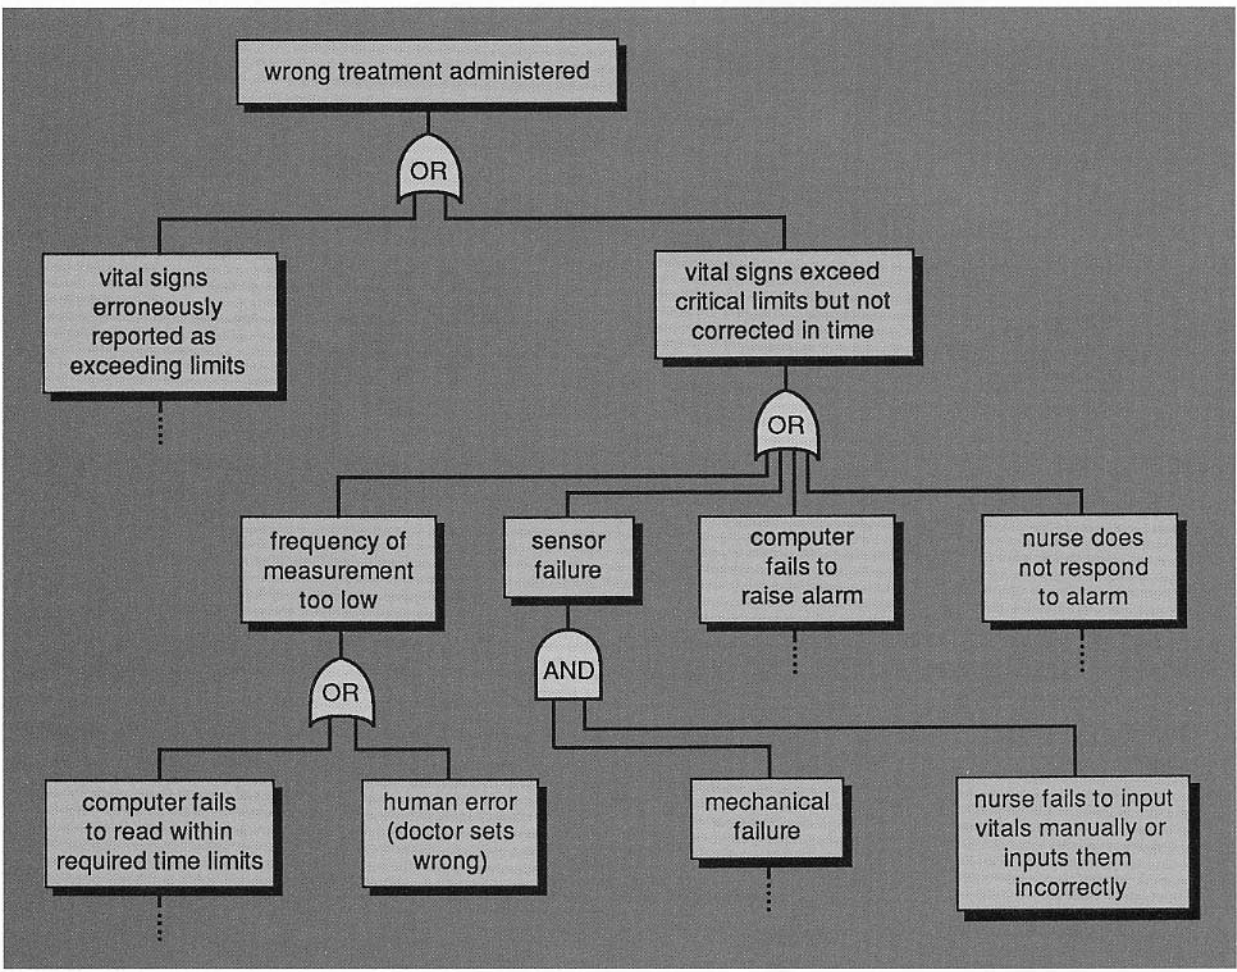 wrong treatment administered
OR
vital signs
erroneously
reported as
exceeding limits
vital signs exceed
critical limits but not
corrected in time
OR
frequency of
measurement
too low
sensor
failure
computer
fails to
raise alarm
nurse does
not respond
to alarm
OR
AND
computer fails
to read within
required time limits
human error
(doctor sets
wrong)
mechanical
failure
nurse fails to input
vitals manually or
inputs them
incorrectly